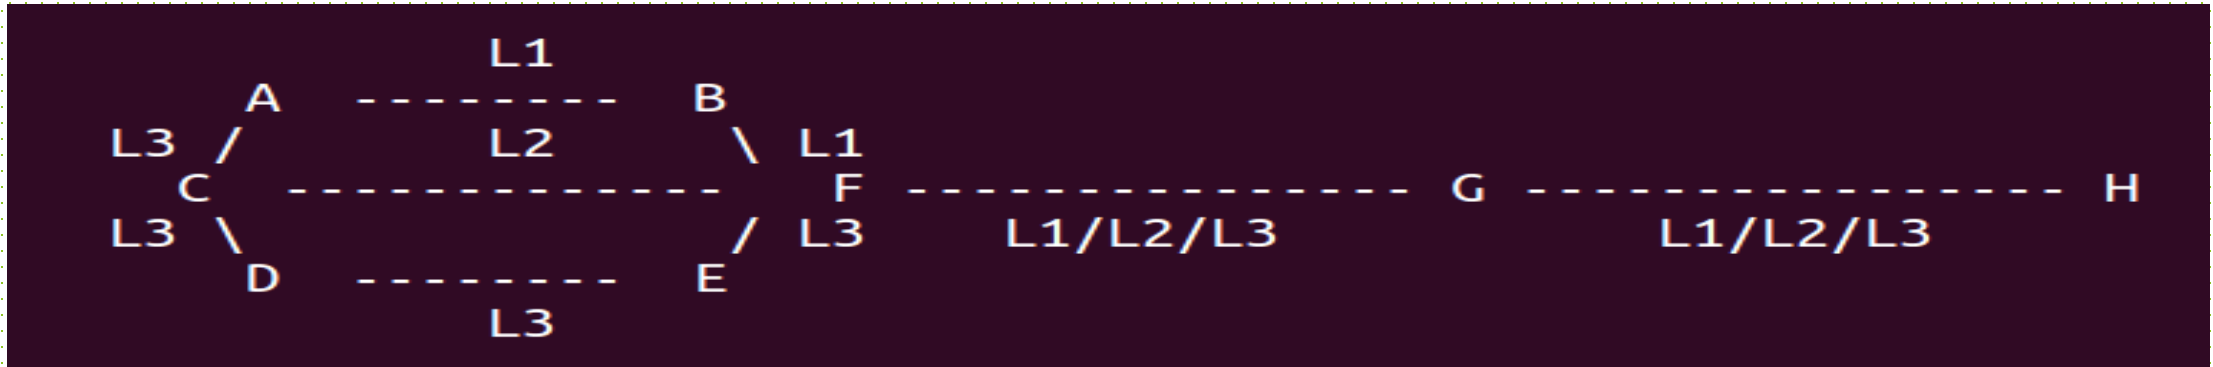 L1
      A  --------  B
L3  /           L2          \  L1
  C  -------------   F  ---------------  G  ----------------  H
L3  \                       /  L3    L1/L2/L3           L1/L2/L3
      D  --------  E
                  L3